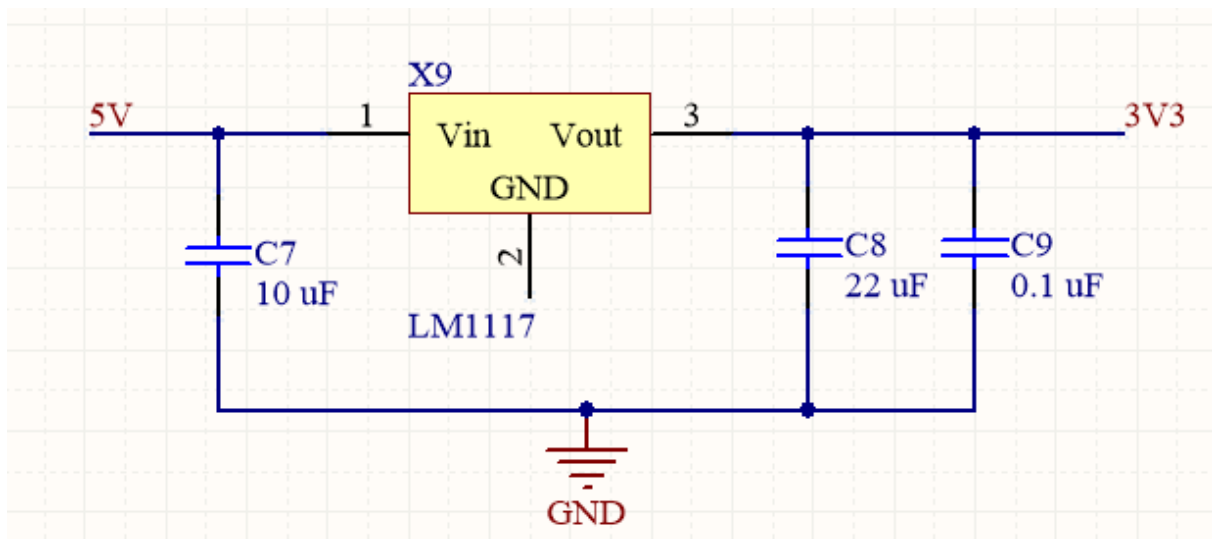 X9
5V
1
Vin
Vout
3
3V3
GND
2
C7
10 uF
C8
22 uF
C9
0.1 uF
LM1117
GND